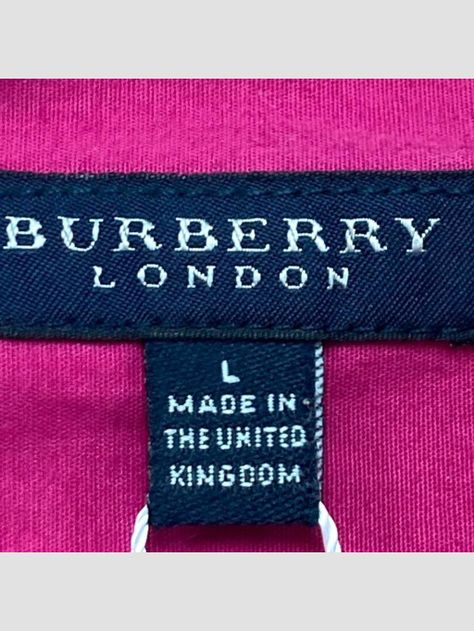 BURBERRY
LONDON
L
MADE IN
THE UNITED
KINGDOM